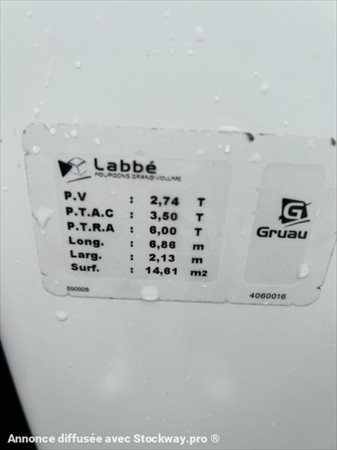 Labbé
FOURGONS GRAND VOLUME
P.V : 2,74 T
P.T.A.C : 3,50 T
P.T.R.A : 6,00 T
Long. : 6,86 m
Larg. : 2,13 m
Surf. : 14,61 m2
G
Gruau
590028
4060016
Annonce diffusée avec Stockway.pro ®